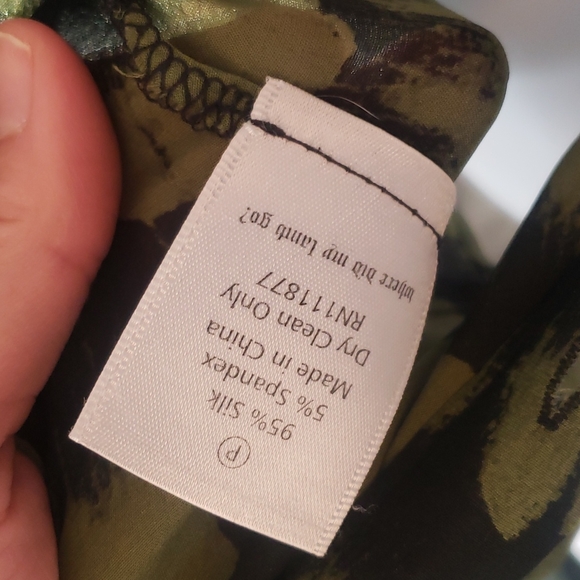 P
95% Silk
5% Spandex
Made in China
Dry Clean Only
RN111877
where did my lamb go?